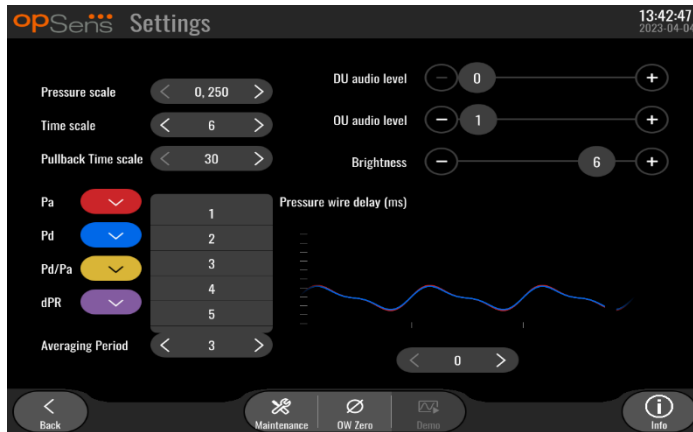 opSens Settings
13:42:47
2023-04-04
Pressure scale
0, 250
Time scale
6
Pullback Time scale
30
DU audio level
0
OU audio level
1
Brightness
6
Pa
Pd
Pd/Pa
dPR
1
2
3
4
5
Averaging Period
3
Pressure wire delay (ms)
0
Back
Maintenance
OW Zero
Demo
Info